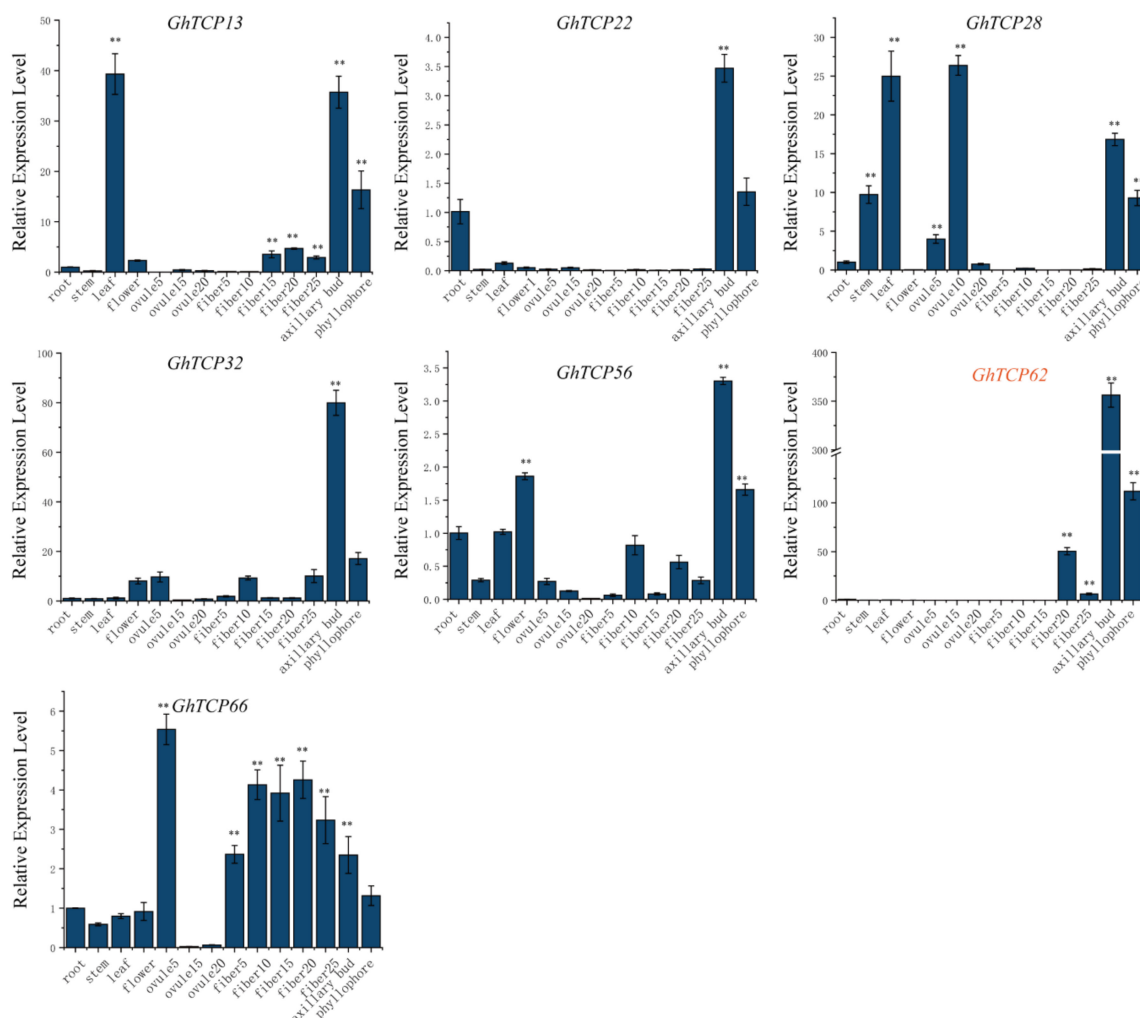 GhTCP13
Relative Expression Level
50
40
30
20
10
0
** ** ** ** ** **
root stem leaf flower ovule5 ovule15 ovule20 fiber5 fiber10 fiber15 fiber20 fiber25 axillary bud phyllophore
GhTCP22
Relative Expression Level
4.0
3.5
3.0
2.5
2.0
1.5
1.0
0.5
0.0
**
root stem leaf flower1 ovule5 ovule15 ovule20 fiber5 fiber10 fiber15 fiber20 fiber25 axillary bud phyllophore
GhTCP28
Relative Expression Level
30
25
20
15
10
5
0
** ** ** ** ** **
root stem leaf flower ovule5 ovule10 ovule20 fiber5 fiber10 fiber15 fiber20 fiber25 axillary bud phyllophore
GhTCP32
Relative Expression Level
100
80
60
40
20
0
**
root stem leaf flower ovule5 ovule15 ovule20 fiber5 fiber10 fiber15 fiber20 fiber25 axillary bud phyllophore
GhTCP56
Relative Expression Level
3.5
3.0
2.5
2.0
1.5
1.0
0.5
0.0
** ** **
root stem leaf flower ovule5 ovule15 ovule20 fiber5 fiber10 fiber15 fiber20 fiber25 axillary bud phyllophore
GhTCP62
Relative Expression Level
400
350
300
100
50
0
** ** ** **
root stem leaf flower ovule5 ovule15 ovule20 fiber5 fiber10 fiber15 fiber20 fiber25 axillary bud phyllophore
GhTCP66
Relative Expression Level
6
5
4
3
2
1
0
** ** ** ** ** ** **
root stem leaf flower ovule5 ovule15 ovule20 fiber5 fiber10 fiber15 fiber20 fiber25 axillary bud phyllophore